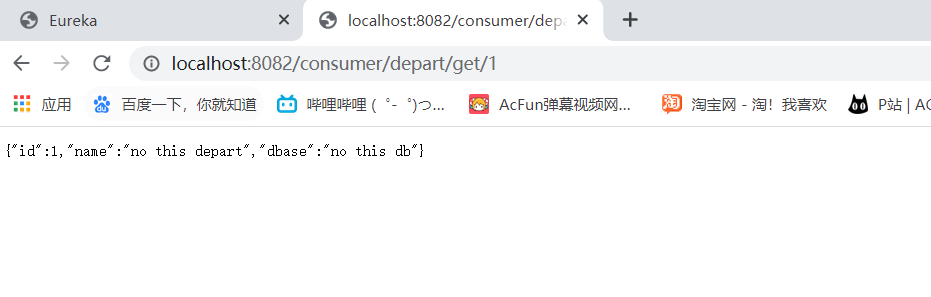 Eureka
localhost:8082/consumer/depa
localhost:8082/consumer/depart/get/1
应用 百度一下，你就知道 哔哩哔哩 ( ゜- ゜)つ... AcFun弹幕视频网... 淘宝网 - 淘！我喜欢 P站 | AC
{"id":1,"name":"no this depart","dbase":"no this db"}